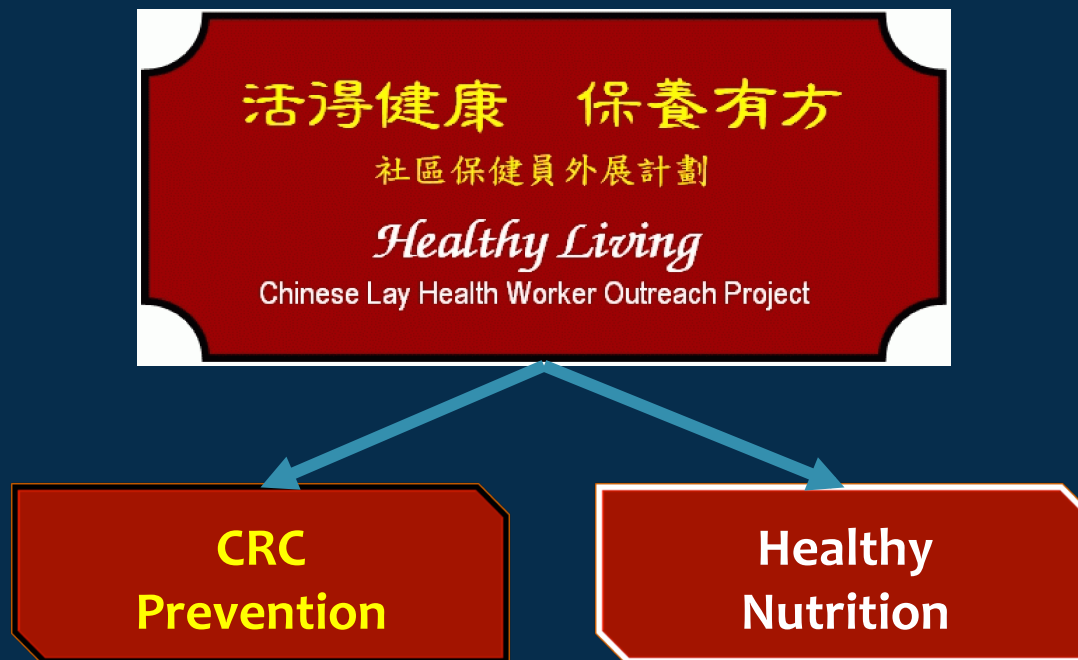 活得健康 保養有方
社區保健員外展計劃
Healthy Living
Chinese Lay Health Worker Outreach Project
CRC
Prevention
Healthy
Nutrition